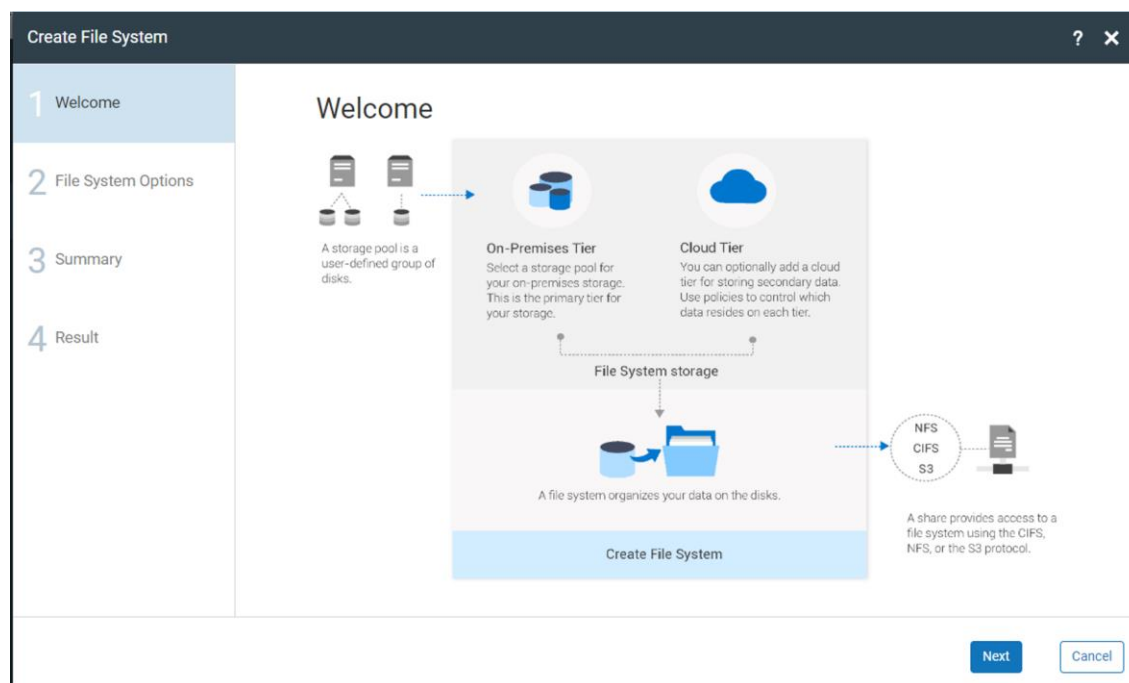 Create File System
?
1 Welcome
2 File System Options
3 Summary
4 Result
Welcome
A storage pool is a
user-defined group of
disks.
On-Premises Tier
Select a storage pool for
your on-premises storage.
This is the primary tier for
your storage.
Cloud Tier
You can optionally add a cloud
tier for storing secondary data.
Use policies to control which
data resides on each tier.
File System storage
A file system organizes your data on the disks.
Create File System
NFS
CIFS
S3
A share provides access to a
file system using the CIFS,
NFS, or the S3 protocol.
Next
Cancel